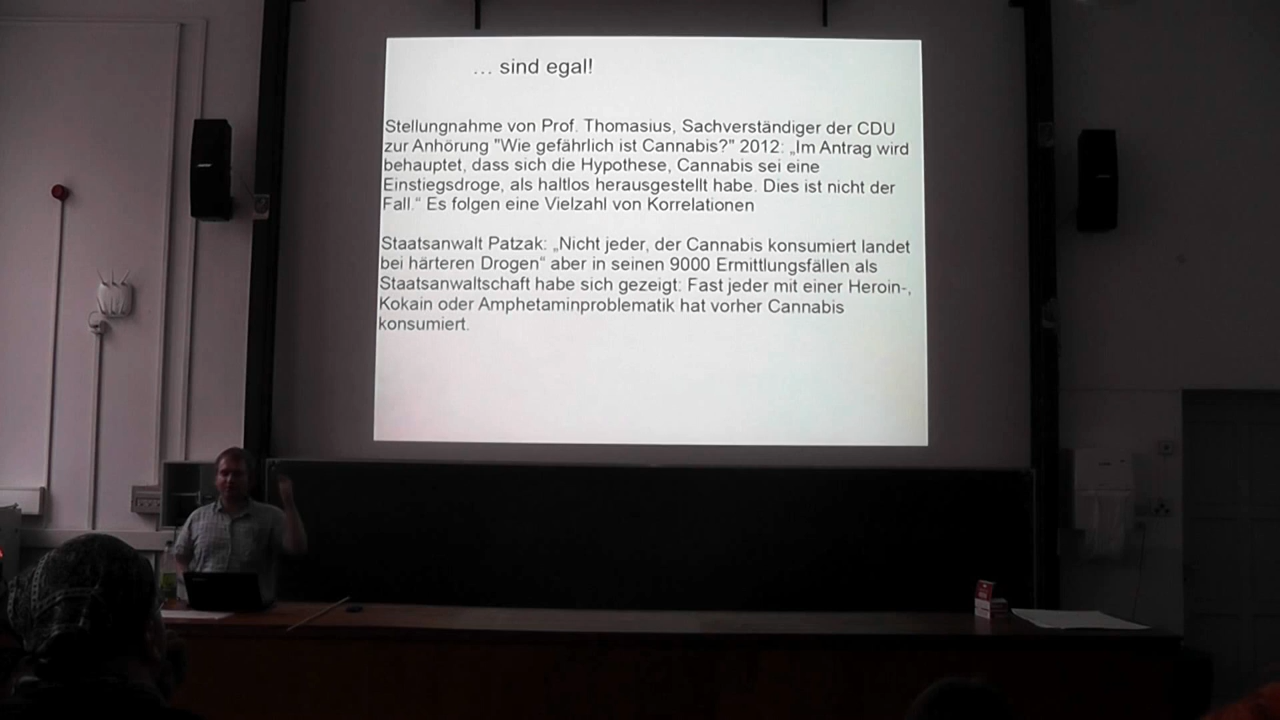 … sind egal!
Stellungnahme von Prof. Thomasius, Sachverständiger der CDU
zur Anhörung "Wie gefährlich ist Cannabis?" 2012: „Im Antrag wird
behauptet, dass sich die Hypothese, Cannabis sei eine
Einstiegsdroge, als haltlos herausgestellt habe. Dies ist nicht der
Fall.“ Es folgen eine Vielzahl von Korrelationen
Staatsanwalt Patzak: „Nicht jeder, der Cannabis konsumiert landet
bei härteren Drogen“ aber in seinen 9000 Ermittlungsfällen als
Staatsanwaltschaft habe sich gezeigt: Fast jeder mit einer Heroin-,
Kokain oder Amphetaminproblematik hat vorher Cannabis
konsumiert.